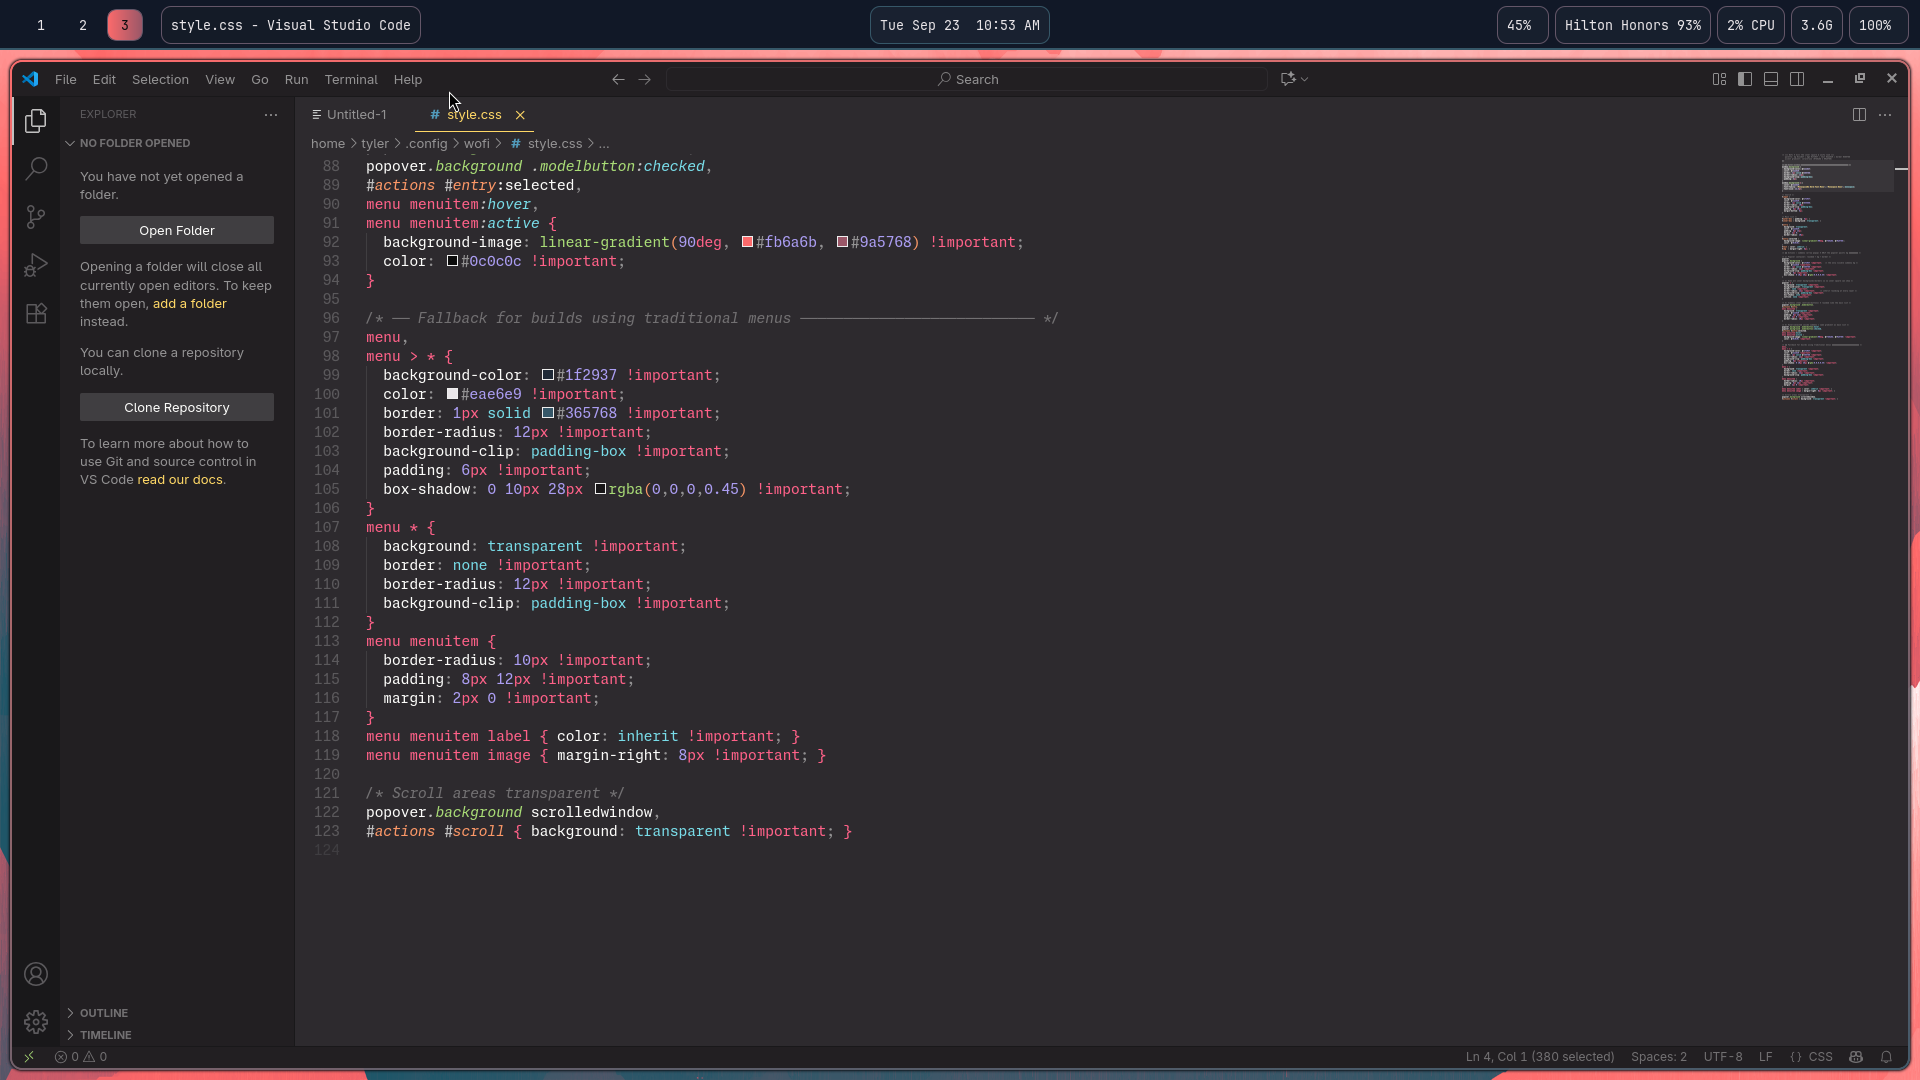 1 2 3 style.css - Visual Studio Code Tue Sep 23 10:53 AM 45% Hilton Honors 93% 2% CPU 3.6G 100%
File Edit Selection View Go Run Terminal Help Search
EXPLORER
NO FOLDER OPENED
You have not yet opened a
folder.
Open Folder
Opening a folder will close all
currently open editors. To keep
them open, add a folder
instead.
You can clone a repository
locally.
Clone Repository
To learn more about how to
use Git and source control in
VS Code read our docs.
OUTLINE
TIMELINE
Untitled-1 # style.css
home > tyler > .config > wofi > # style.css > ...
88 popover.background .modelbutton:checked,
89 #actions #entry:selected,
90 menu menuitem:hover,
91 menu menuitem:active {
92 background-image: linear-gradient(90deg, #fb6a6b, #9a5768) !important;
93 color: #0c0c0c !important;
94 }
95
96 /* ── Fallback for builds using traditional menus ─────────────────────────── */
97 menu,
98 menu > * {
99 background-color: #1f2937 !important;
100 color: #eae6e9 !important;
101 border: 1px solid #365768 !important;
102 border-radius: 12px !important;
103 background-clip: padding-box !important;
104 padding: 6px !important;
105 box-shadow: 0 10px 28px rgba(0,0,0,0.45) !important;
106 }
107 menu * {
108 background: transparent !important;
109 border: none !important;
110 border-radius: 12px !important;
111 background-clip: padding-box !important;
112 }
113 menu menuitem {
114 border-radius: 10px !important;
115 padding: 8px 12px !important;
116 margin: 2px 0 !important;
117 }
118 menu menuitem label { color: inherit !important; }
119 menu menuitem image { margin-right: 8px !important; }
120
121 /* Scroll areas transparent */
122 popover.background scrolledwindow,
123 #actions #scroll { background: transparent !important; }
124
0 0 Ln 4, Col 1 (380 selected) Spaces: 2 UTF-8 LF {} CSS